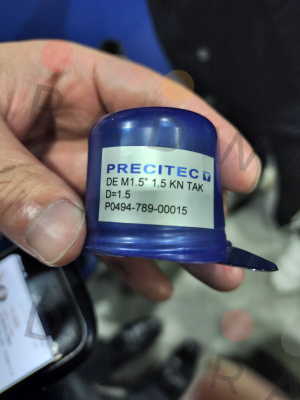 PRECITEC
DE M1.5" 1.5 KN TAK
D=1.5
P0494-789-00015